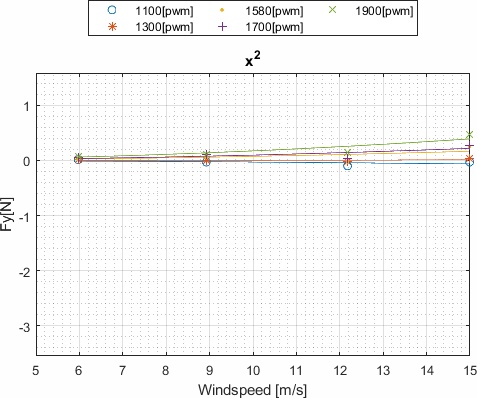 1100[pwm] 1580[pwm] 1900[pwm]
1300[pwm] 1700[pwm]
x²
1
0
-1
-2
-3
Fy[N]
5 6 7 8 9 10 11 12 13 14 15
Windspeed [m/s]